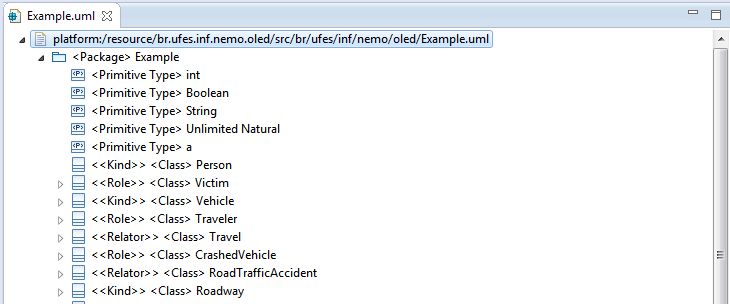 Example.uml
platform:/resource/br.ufes.inf.nemo.oled/src/br/ufes/inf/nemo/oled/Example.uml
<Package> Example
<Primitive Type> int
<Primitive Type> Boolean
<Primitive Type> String
<Primitive Type> Unlimited Natural
<Primitive Type> a
<<Kind>> <Class> Person
<<Role>> <Class> Victim
<<Kind>> <Class> Vehicle
<<Role>> <Class> Traveler
<<Relator>> <Class> Travel
<<Role>> <Class> CrashedVehicle
<<Relator>> <Class> RoadTrafficAccident
<<Kind>> <Class> Roadway